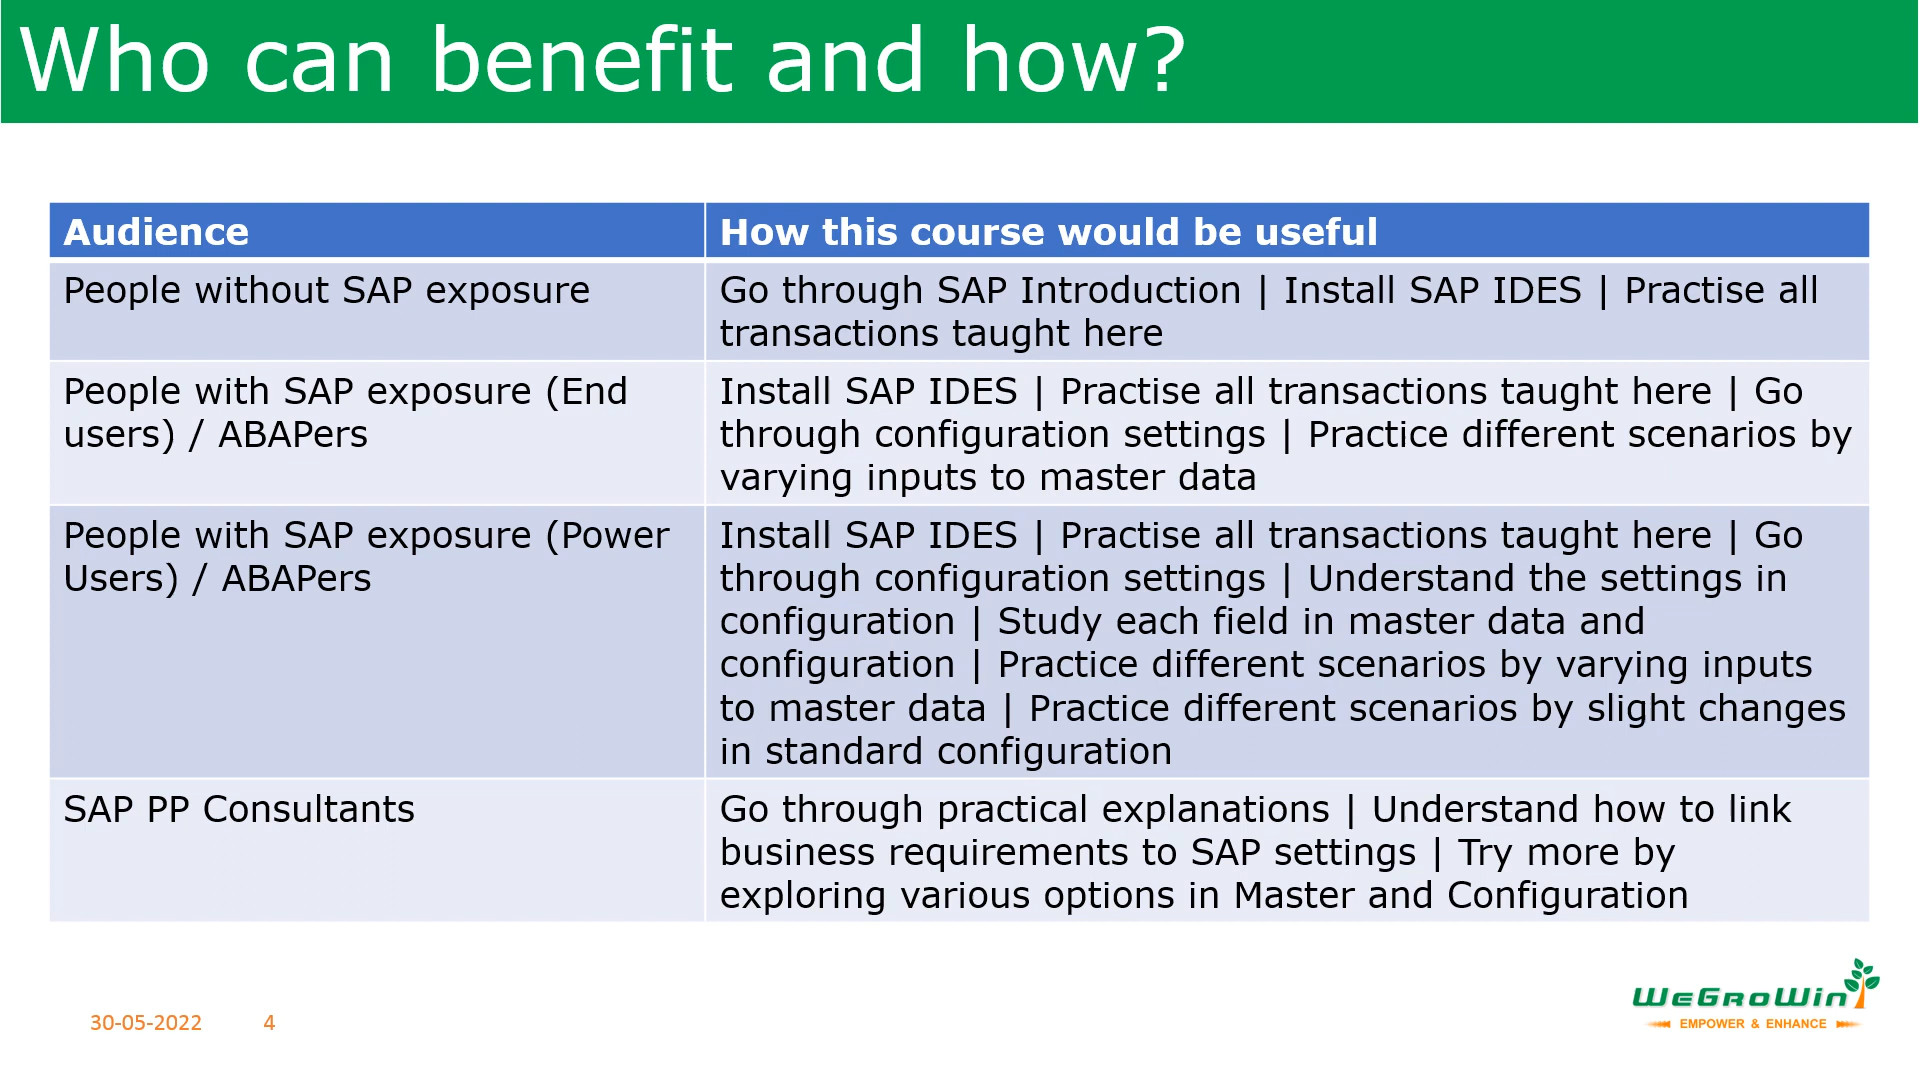 Who can benefit and how?
Audience
How this course would be useful
People without SAP exposure
Go through SAP Introduction | Install SAP IDES | Practise all
transactions taught here
People with SAP exposure (End
users) / ABAPers
Install SAP IDES | Practise all transactions taught here | Go
through configuration settings | Practice different scenarios by
varying inputs to master data
People with SAP exposure (Power
Users) / ABAPers
Install SAP IDES | Practise all transactions taught here | Go
through configuration settings | Understand the settings in
configuration | Study each field in master data and
configuration | Practice different scenarios by varying inputs
to master data | Practice different scenarios by slight changes
in standard configuration
SAP PP Consultants
Go through practical explanations | Understand how to link
business requirements to SAP settings | Try more by
exploring various options in Master and Configuration
30-05-2022 4
WeGroWin
EMPOWER & ENHANCE